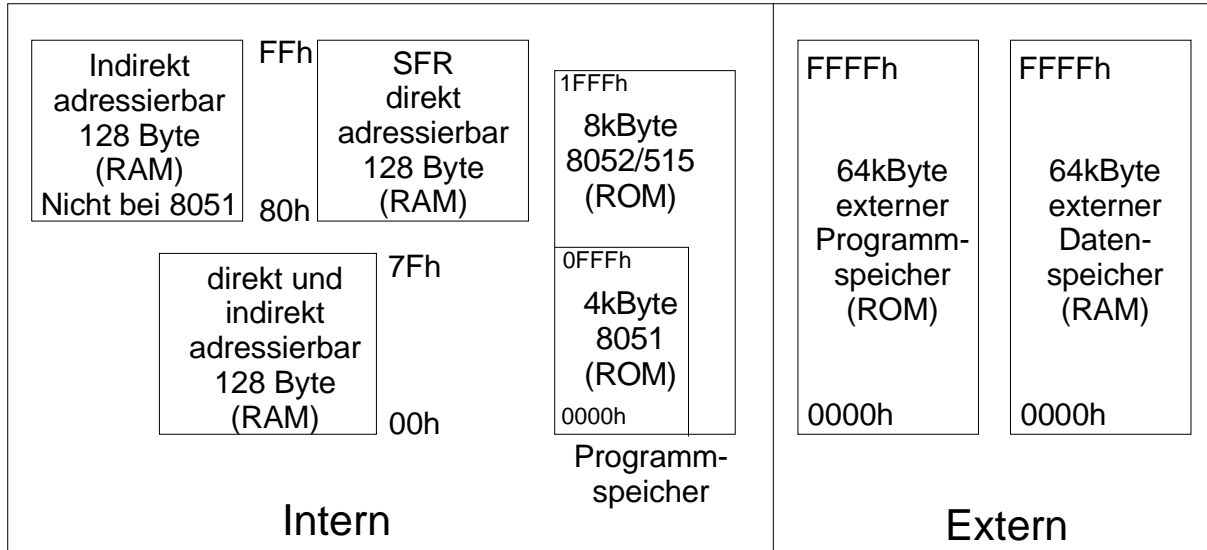 Indirekt
adressierbar
128 Byte
(RAM)
Nicht bei 8051
FFh
80h
SFR
direkt
adressierbar
128 Byte
(RAM)
direkt und
indirekt
adressierbar
128 Byte
(RAM)
7Fh
00h
1FFFh
8kByte
8052/515
(ROM)
0FFFh
4kByte
8051
(ROM)
0000h
Programm-
speicher
Intern
FFFFh
64kByte
externer
Programm-
speicher
(ROM)
0000h
FFFFh
64kByte
externer
Daten-
speicher
(RAM)
0000h
Extern